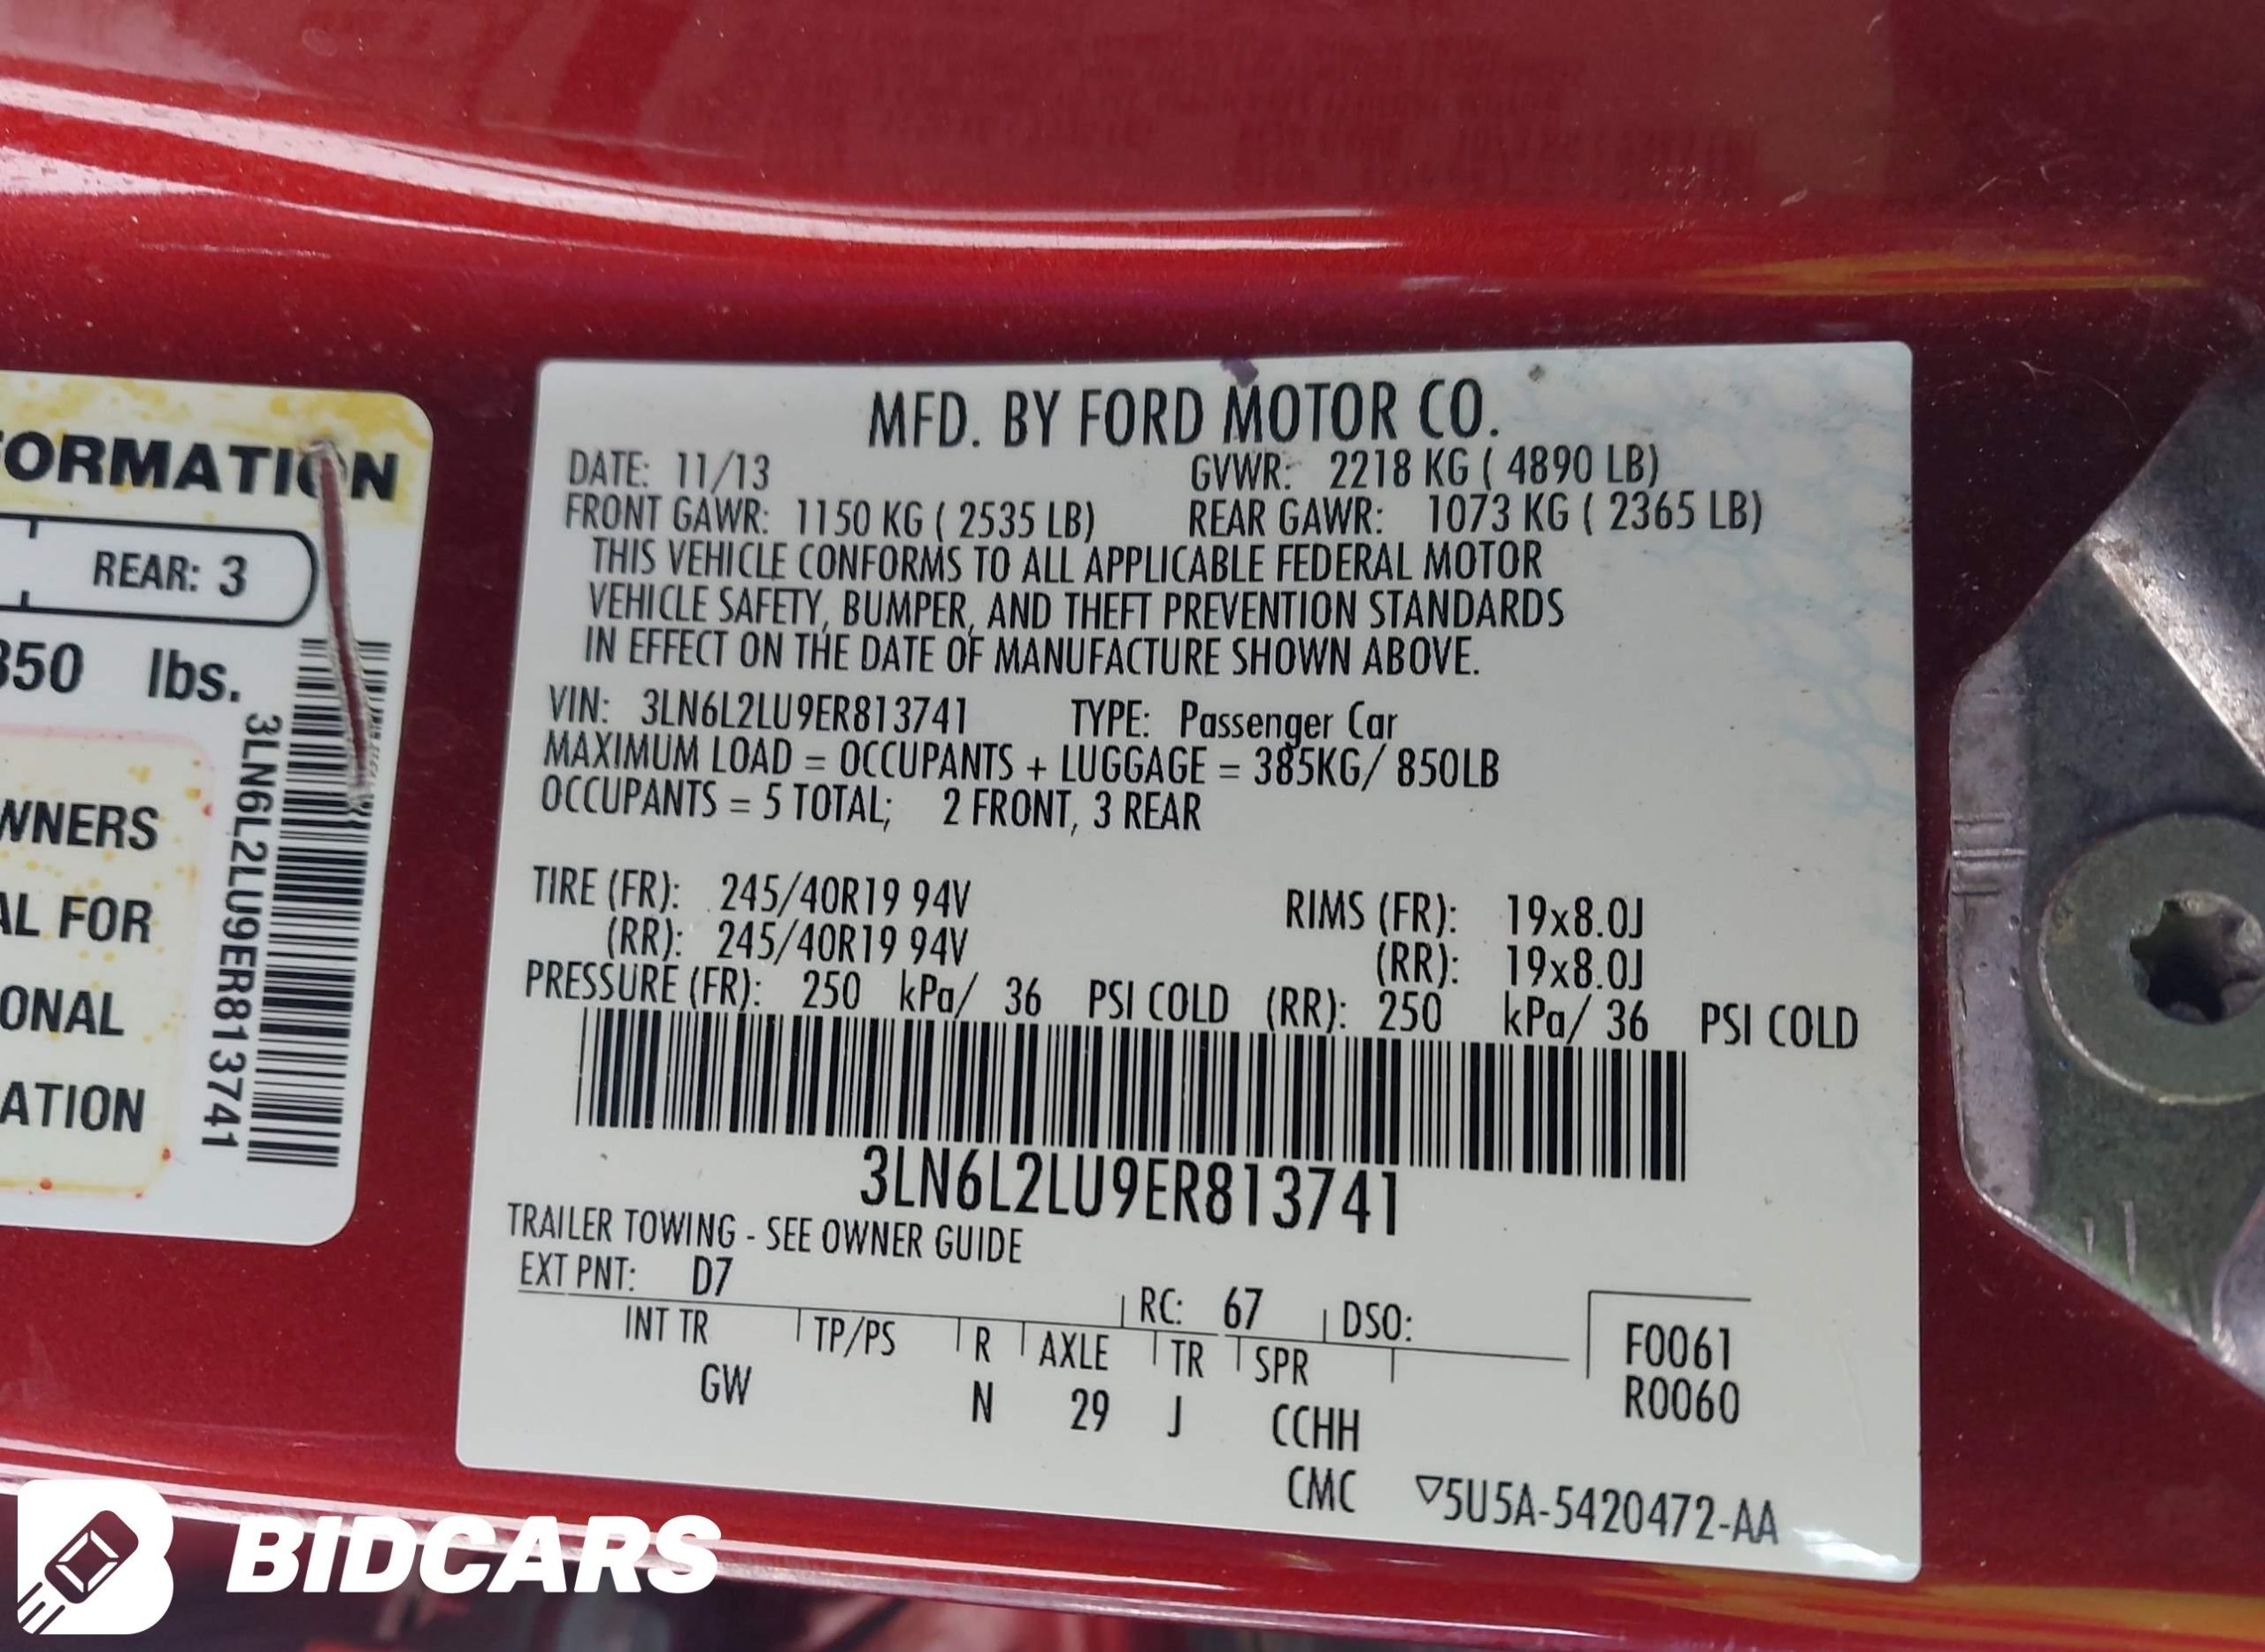 MFD. BY FORD MOTOR CO.
DATE: 11/13 GVWR: 2218 KG ( 4890 LB)
FRONT GAWR: 1150 KG ( 2535 LB) REAR GAWR: 1073 KG ( 2365 LB)
THIS VEHICLE CONFORMS TO ALL APPLICABLE FEDERAL MOTOR
VEHICLE SAFETY, BUMPER, AND THEFT PREVENTION STANDARDS
IN EFFECT ON THE DATE OF MANUFACTURE SHOWN ABOVE.
VIN: 3LN6L2LU9ER813741 TYPE: Passenger Car
MAXIMUM LOAD = OCCUPANTS + LUGGAGE = 385KG/ 850LB
OCCUPANTS = 5 TOTAL; 2 FRONT, 3 REAR
TIRE (FR): 245/40R19 94V RIMS (FR): 19x8.0J
(RR): 245/40R19 94V (RR): 19x8.0J
PRESSURE (FR): 250 kPa/ 36 PSI COLD (RR): 250 kPa/ 36 PSI COLD
3LN6L2LU9ER813741
TRAILER TOWING - SEE OWNER GUIDE
EXT PNT: D7 RC: 67 DSO:
INT TR TP/PS R AXLE TR SPR F0061
GW N 29 J CCHH R0060
CMC ▽5U5A-5420472-AA
ORMATION
REAR: 3
850 lbs.
WNERS
AL FOR
ONAL
ATION
3LN6L2LU9ER813741
BIDCARS